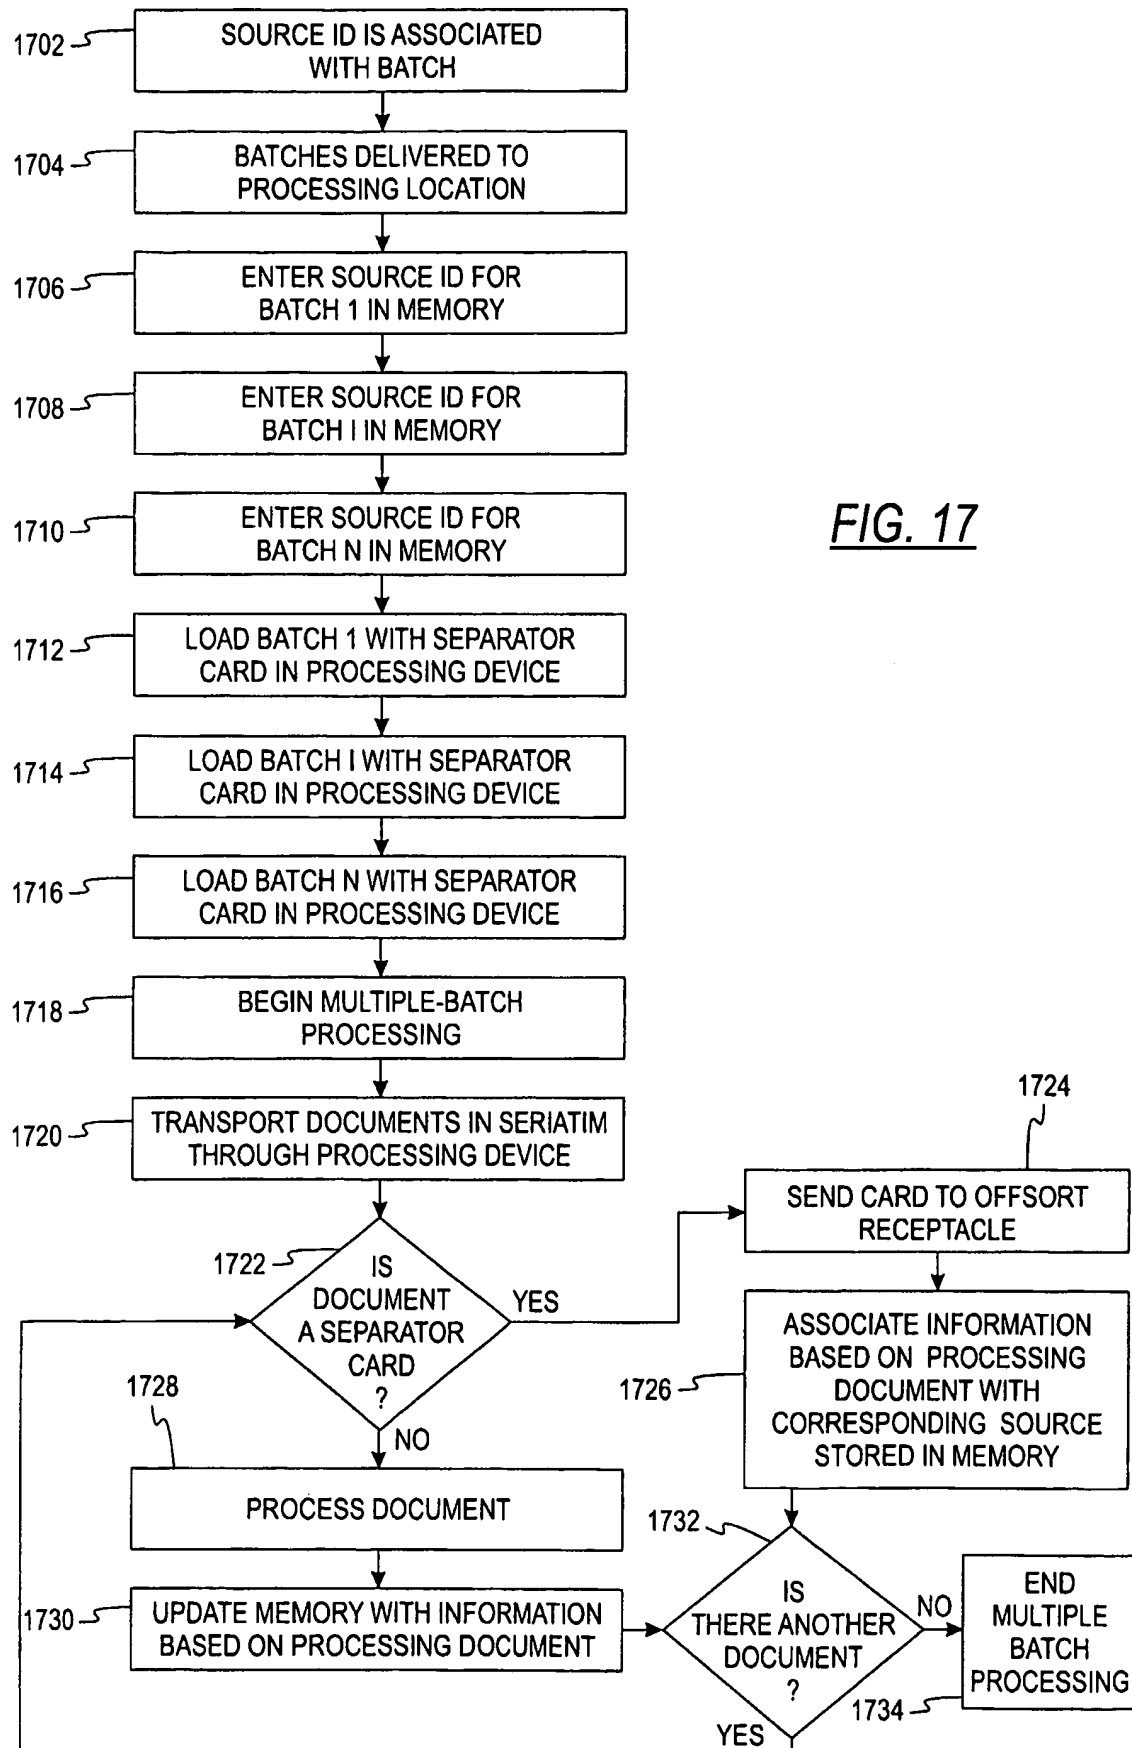 1702
SOURCE ID IS ASSOCIATED
WITH BATCH
1704
BATCHES DELIVERED TO
PROCESSING LOCATION
1706
ENTER SOURCE ID FOR
BATCH 1 IN MEMORY
1708
ENTER SOURCE ID FOR
BATCH I IN MEMORY
1710
ENTER SOURCE ID FOR
BATCH N IN MEMORY
FIG. 17
1712
LOAD BATCH 1 WITH SEPARATOR
CARD IN PROCESSING DEVICE
1714
LOAD BATCH I WITH SEPARATOR
CARD IN PROCESSING DEVICE
1716
LOAD BATCH N WITH SEPARATOR
CARD IN PROCESSING DEVICE
1718
BEGIN MULTIPLE-BATCH
PROCESSING
1720
TRANSPORT DOCUMENTS IN SERIATIM
THROUGH PROCESSING DEVICE
1722
IS
DOCUMENT
A SEPARATOR
CARD
?
YES
NO
1724
SEND CARD TO OFFSORT
RECEPTACLE
1726
ASSOCIATE INFORMATION
BASED ON PROCESSING
DOCUMENT WITH
CORRESPONDING SOURCE
STORED IN MEMORY
1728
PROCESS DOCUMENT
1730
UPDATE MEMORY WITH INFORMATION
BASED ON PROCESSING DOCUMENT
1732
IS
THERE ANOTHER
DOCUMENT
?
NO
YES
END
MULTIPLE
BATCH
PROCESSING
1734